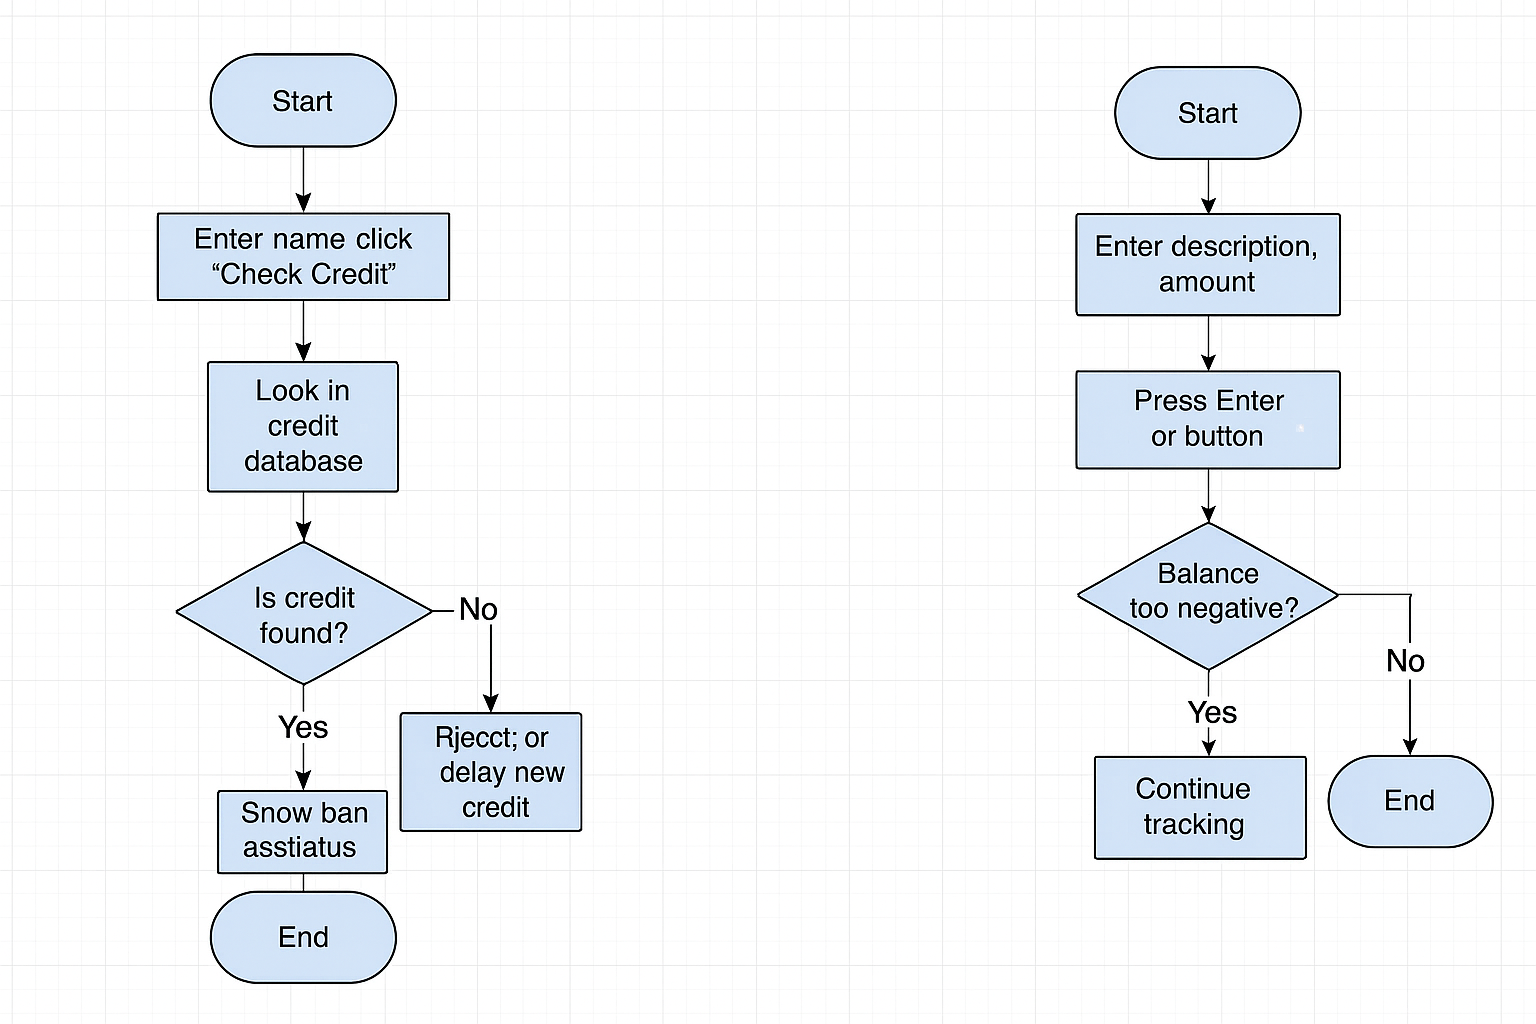 Start
Enter name click
“Check Credit”
Look in
credit
database
Is credit
found?
No
Yes
Rjecct; or
delay new
credit
Snow ban
asstiatus
End
Start
Enter description,
amount
Press Enter
or button
Balance
too negative?
No
Yes
Continue
tracking
End